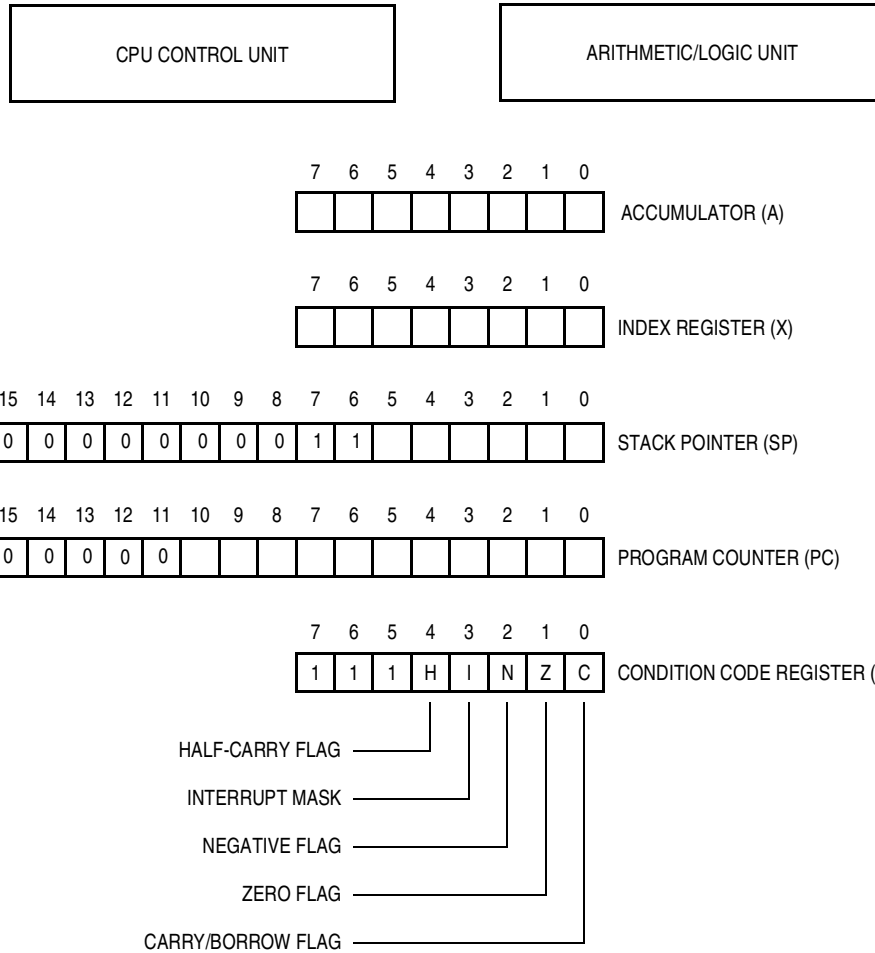 CPU CONTROL UNIT
ARITHMETIC/LOGIC UNIT
7 6 5 4 3 2 1 0
ACCUMULATOR (A)
7 6 5 4 3 2 1 0
INDEX REGISTER (X)
15 14 13 12 11 10 9 8 7 6 5 4 3 2 1 0
0 0 0 0 0 0 0 0 1 1 STACK POINTER (SP)
15 14 13 12 11 10 9 8 7 6 5 4 3 2 1 0
0 0 0 0 0 PROGRAM COUNTER (PC)
7 6 5 4 3 2 1 0
1 1 1 H I N Z C CONDITION CODE REGISTER (
HALF-CARRY FLAG
INTERRUPT MASK
NEGATIVE FLAG
ZERO FLAG
CARRY/BORROW FLAG